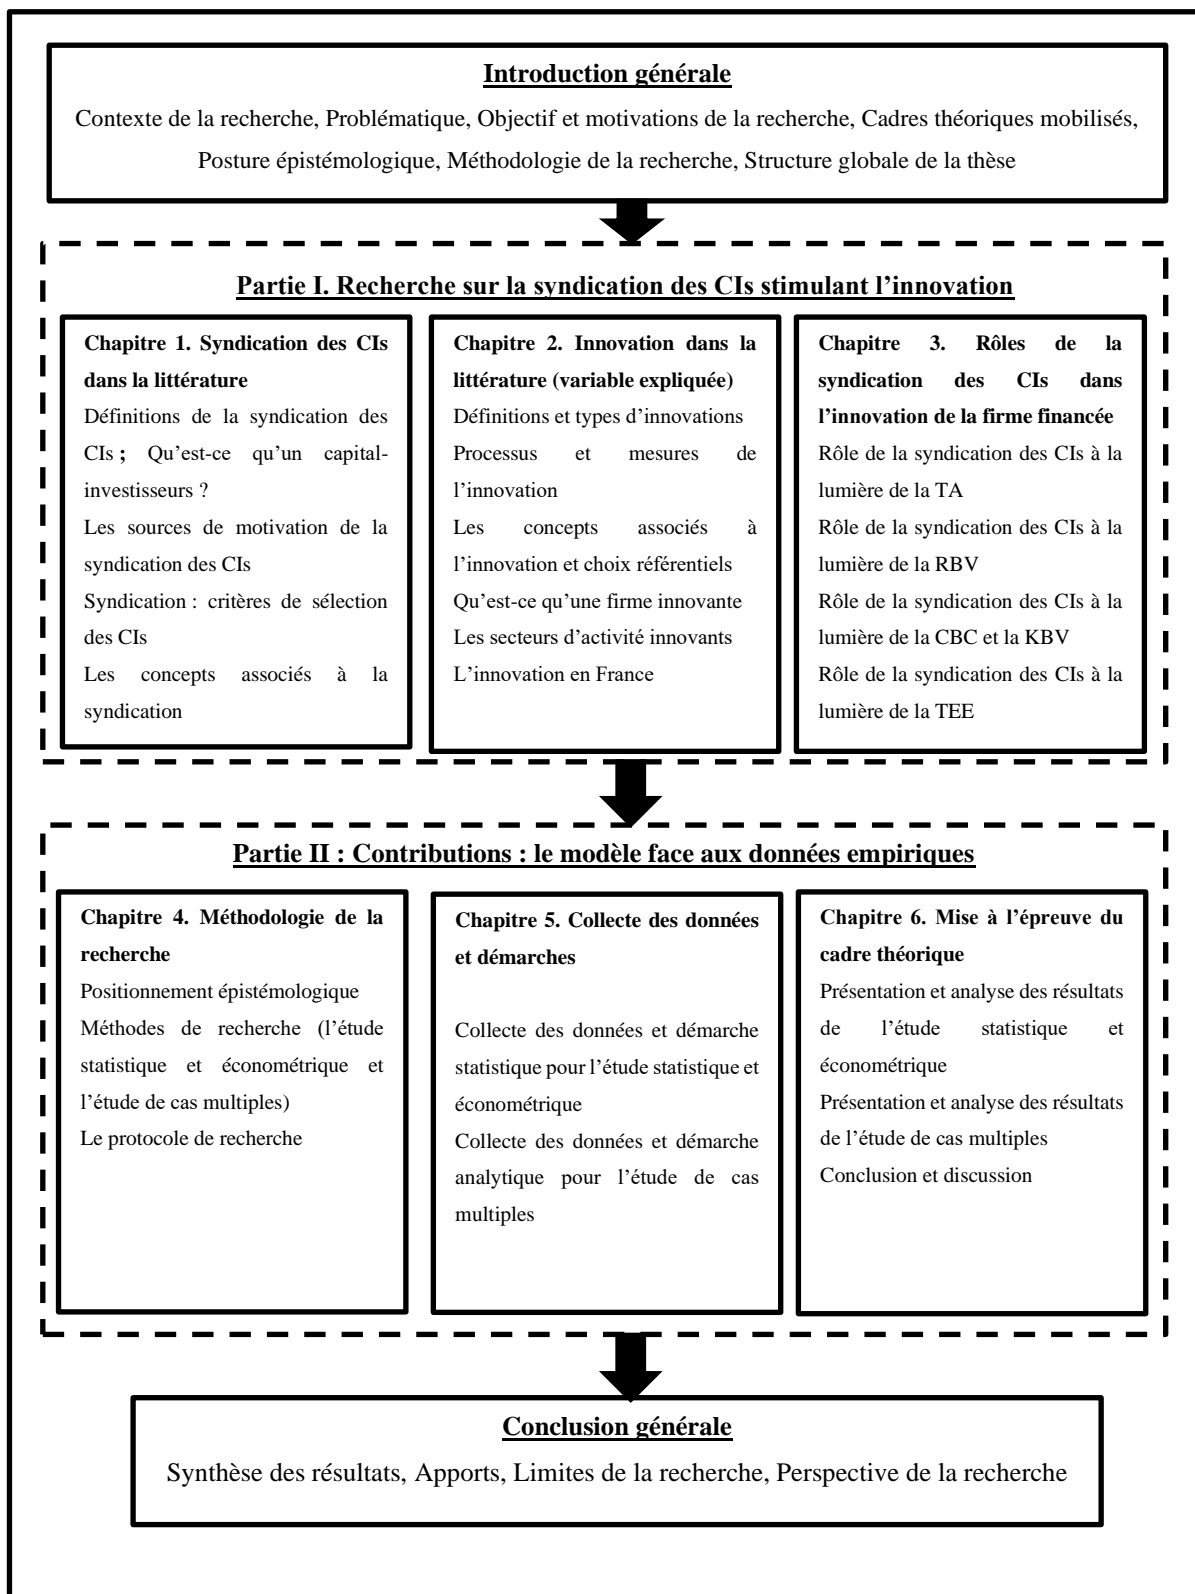 Introduction générale
Contexte de la recherche, Problématique, Objectif et motivations de la recherche, Cadres théoriques mobilisés,
Posture épistémologique, Méthodologie de la recherche, Structure globale de la thèse
Partie I. Recherche sur la syndication des CIs stimulant l’innovation
Chapitre 1. Syndication des CIs
dans la littérature
Définitions de la syndication des
CIs ; Qu’est-ce qu’un capital-
investisseurs ?
Les sources de motivation de la
syndication des CIs
Syndication : critères de sélection
des CIs
Les concepts associés à la
syndication
Chapitre 2. Innovation dans la
littérature (variable expliquée)
Définitions et types d’innovations
Processus et mesures de
l’innovation
Les concepts associés à
l’innovation et choix référentiels
Qu’est-ce qu’une firme innovante
Les secteurs d’activité innovants
L’innovation en France
Chapitre 3. Rôles de la
syndication des CIs dans
l’innovation de la firme financée
Rôle de la syndication des CIs à la
lumière de la TA
Rôle de la syndication des CIs à la
lumière de la RBV
Rôle de la syndication des CIs à la
lumière de la CBC et la KBV
Rôle de la syndication des CIs à la
lumière de la TEE
Partie II : Contributions : le modèle face aux données empiriques
Chapitre 4. Méthodologie de la
recherche
Positionnement épistémologique
Méthodes de recherche (l’étude
statistique et économétrique et
l’étude de cas multiples)
Le protocole de recherche
Chapitre 5. Collecte des données
et démarches
Collecte des données et démarche
statistique pour l’étude statistique et
économétrique
Collecte des données et démarche
analytique pour l’étude de cas
multiples
Chapitre 6. Mise à l’épreuve du
cadre théorique
Présentation et analyse des résultats
de l’étude statistique et
économétrique
Présentation et analyse des résultats
de l’étude de cas multiples
Conclusion et discussion
Conclusion générale
Synthèse des résultats, Apports, Limites de la recherche, Perspective de la recherche